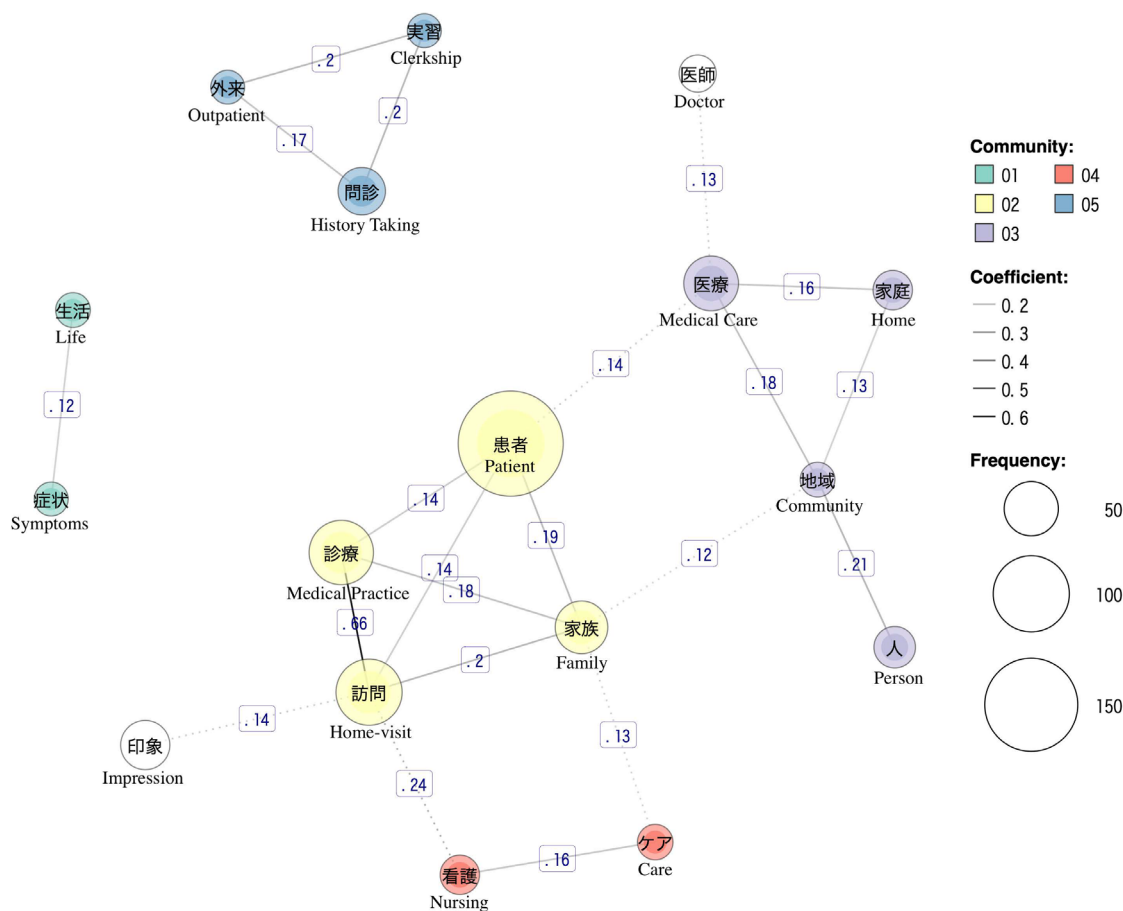 実習
Clerkship
.2
外来
Outpatient
.2
.17
問診
History Taking
医師
Doctor
.13
医療
Medical Care
.16
家庭
Home
生活
Life
.12
症状
Symptoms
.14
.18
.13
患者
Patient
地域
Community
.14
.19
診療
Medical Practice
.14
.18
.12
.21
.66
家族
Family
.2
人
Person
訪問
Home-visit
.14
印象
Impression
.13
.24
ケア
Care
.16
看護
Nursing
Community:
01
04
02
05
03
Coefficient:
0.2
0.3
0.4
0.5
0.6
Frequency:
50
100
150